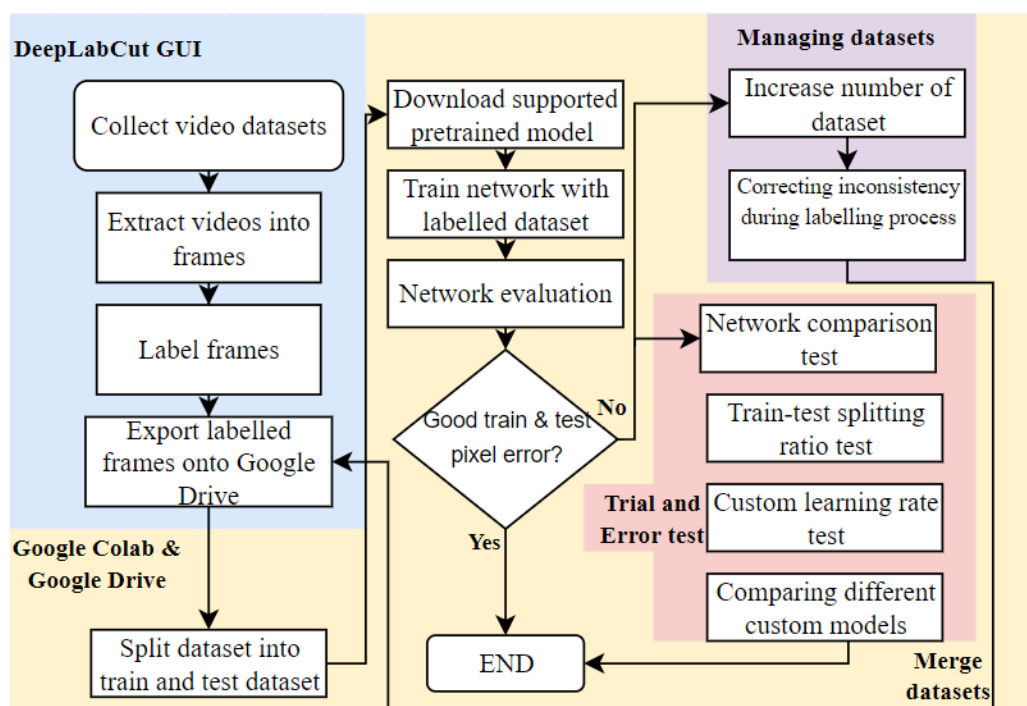 DeepLabCut GUI
Collect video datasets
Extract videos into
frames
Label frames
Export labelled
frames onto Google
Drive
Google Colab &
Google Drive
Split dataset into
train and test dataset
Download supported
pretrained model
Train network with
labelled dataset
Network evaluation
Good train & test
pixel error?
No
Yes
END
Managing datasets
Increase number of
dataset
Correcting inconsistency
during labelling process
Network comparison
test
Train-test splitting
ratio test
Trial and
Error test
Custom learning rate
test
Comparing different
custom models
Merge
datasets